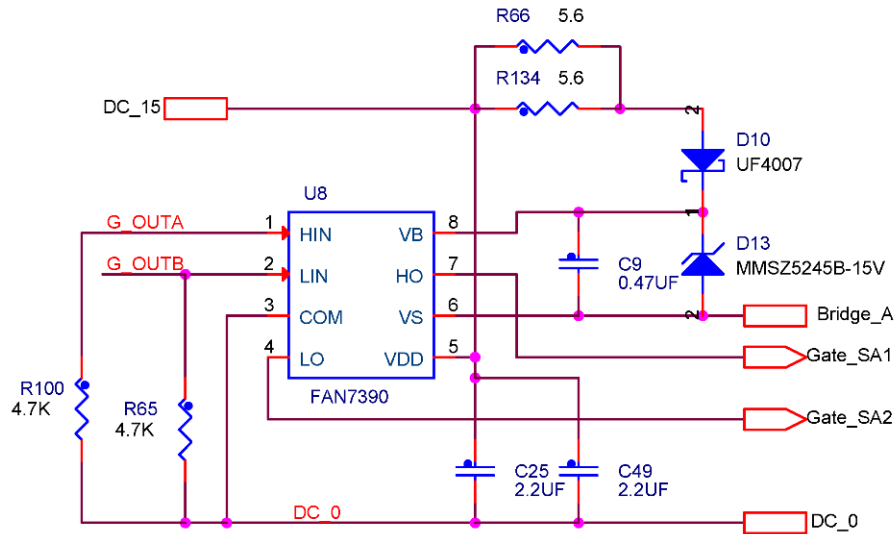 R66 5.6
R134 5.6
DC_15
2
D10
UF4007
U8
G_OUTA 1 HIN VB 8
1
D13
MMSZ5245B-15V
G_OUTB 2 LIN HO 7
C9
0.47UF
3 COM VS 6
2
Bridge_A
4 LO VDD 5
Gate_SA1
FAN7390
R100
4.7K
R65
4.7K
Gate_SA2
C25
2.2UF
C49
2.2UF
DC_0
DC_0